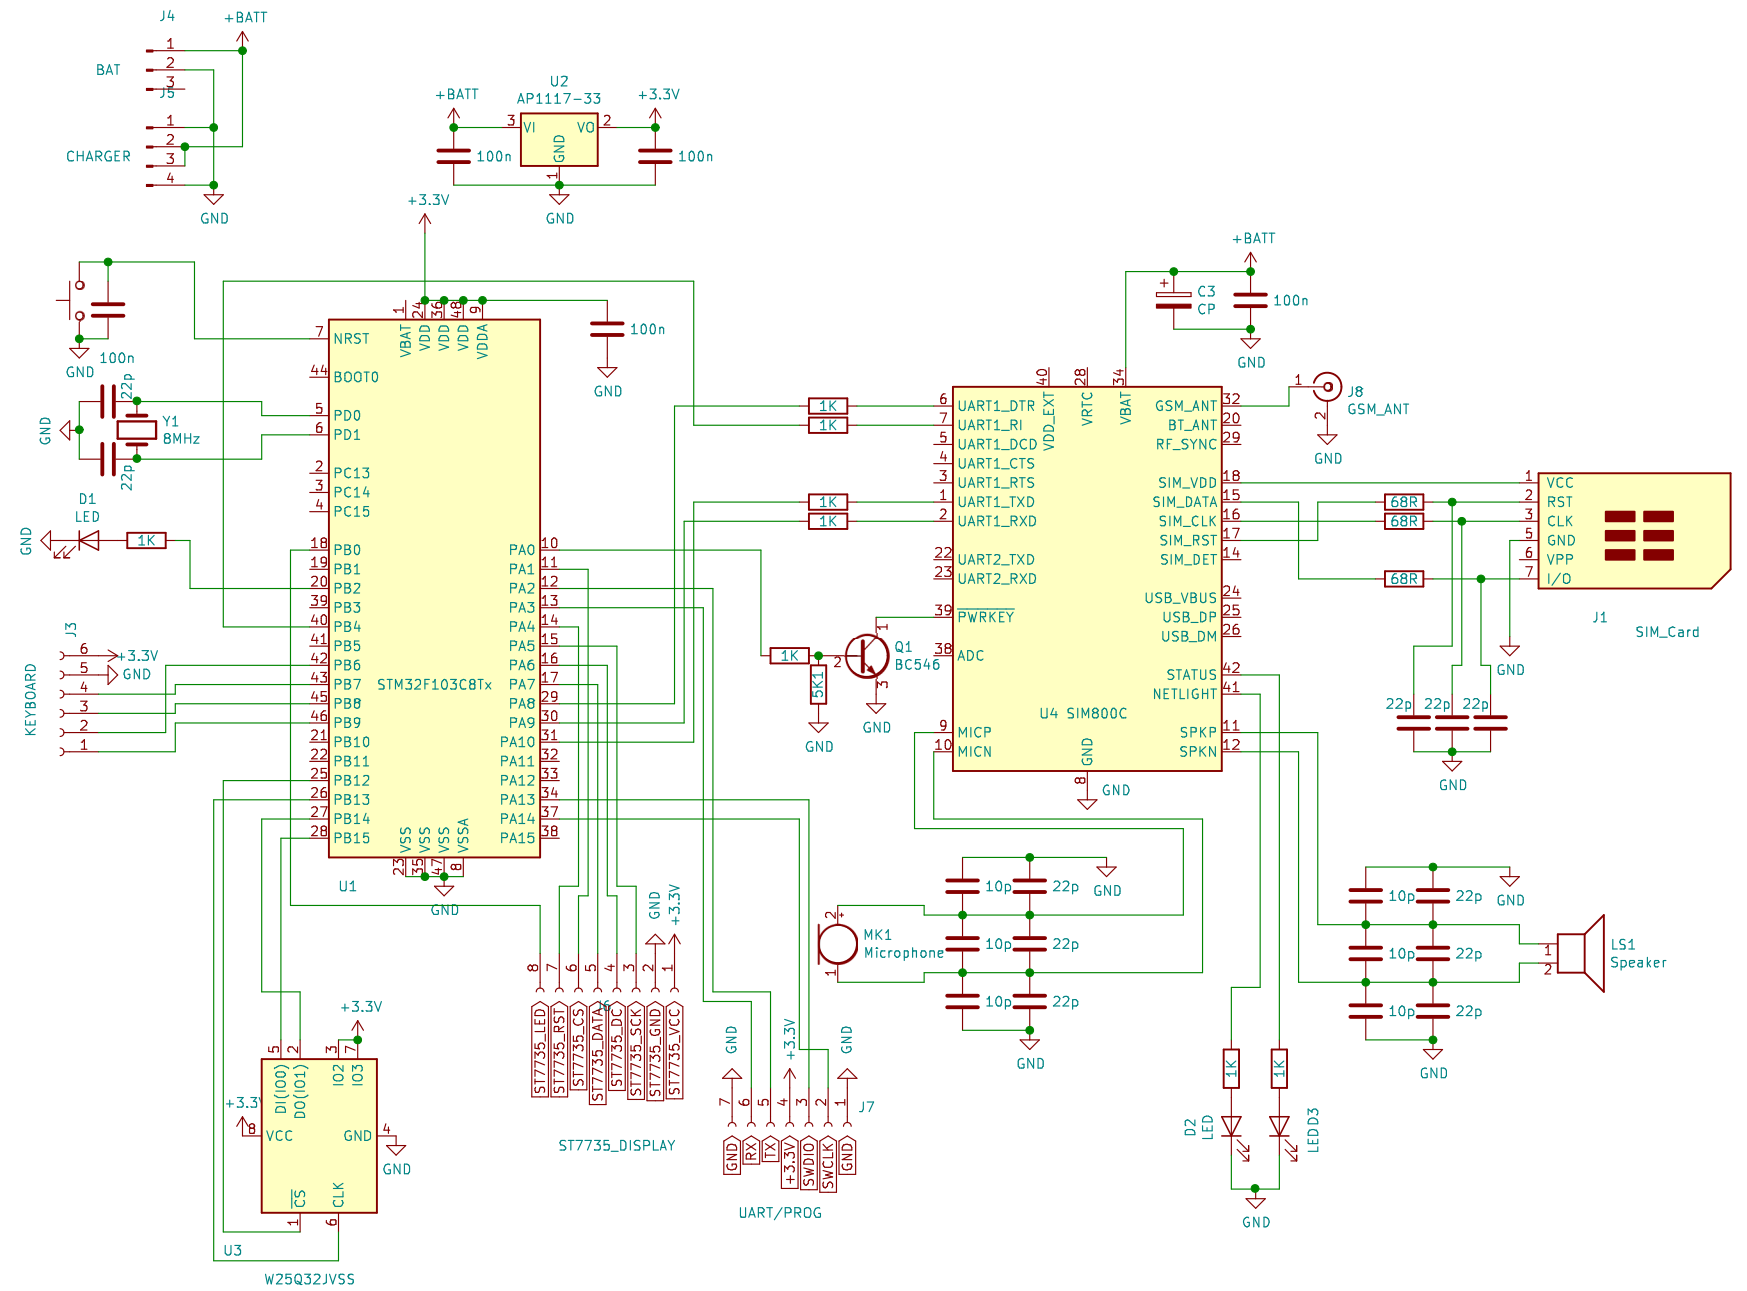 J4
+BATT
1
2
3
BAT
J5
1
2
3
4
CHARGER
GND
U2
AP1117-33
+BATT
+3.3V
3
VI
VO
2
GND
1
100n
100n
GND
+3.3V
100n
GND
GND
100n
22p
22p
GND
Y1
8MHz
D1
LED
GND
1K
J3
KEYBOARD
6
+3.3V
5
GND
4
3
2
1
1
VBAT
24
VDD
36
VDD
48
VDD
9
VDDA
7
NRST
44
BOOT0
5
PD0
6
PD1
2
PC13
3
PC14
4
PC15
18
PB0
19
PB1
20
PB2
39
PB3
40
PB4
41
PB5
42
PB6
43
PB7
45
PB8
46
PB9
21
PB10
22
PB11
25
PB12
26
PB13
27
PB14
28
PB15
STM32F103C8Tx
PA0
10
PA1
11
PA2
12
PA3
13
PA4
14
PA5
15
PA6
16
PA7
17
PA8
29
PA9
30
PA10
31
PA11
32
PA12
33
PA13
34
PA14
37
PA15
38
VSS
23
VSS
35
VSS
47
VSSA
8
U1
GND
1K
1K
1K
1K
1K
5K1
GND
2
1
3
Q1
BC546
GND
+BATT
+
C3
CP
100n
GND
40
VDD_EXT
28
VRTC
34
VBAT
6
UART1_DTR
7
UART1_RI
5
UART1_DCD
4
UART1_CTS
3
UART1_RTS
1
UART1_TXD
2
UART1_RXD
22
UART2_TXD
23
UART2_RXD
39
PWRKEY
38
ADC
9
MICP
10
MICN
U4 SIM800C
GND
8
GND
GSM_ANT
32
BT_ANT
20
RF_SYNC
29
SIM_VDD
18
SIM_DATA
15
SIM_CLK
16
SIM_RST
17
SIM_DET
14
USB_VBUS
24
USB_DP
25
USB_DM
26
STATUS
42
NETLIGHT
41
SPKP
11
SPKN
12
1
2
J8
GSM_ANT
GND
68R
68R
68R
1
VCC
2
RST
3
CLK
5
GND
6
VPP
7
I/O
J1
SIM_Card
GND
22p
22p
22p
GND
GND
10p
22p
10p
22p
10p
22p
GND
2
+
1
MK1
Microphone
GND
10p
22p
10p
22p
10p
22p
GND
1
2
LS1
Speaker
1K
1K
D2
LED
LED
D3
GND
GND
+3.3V
8
7
6
5
4
3
2
1
J6
ST7735_LED
ST7735_RST
ST7735_CS
ST7735_DATA
ST7735_DC
ST7735_SCK
ST7735_GND
ST7735_VCC
ST7735_DISPLAY
GND
+3.3V
GND
7
6
5
4
3
2
1
J7
GND
RX
TX
+3.3V
SWDIO
SWCLK
GND
UART/PROG
+3.3V
5
2
3
7
DI(IO0)
DO(IO1)
IO2
IO3
+3.3V
8
VCC
GND
4
GND
CS
CLK
1
6
U3
W25Q32JVSS